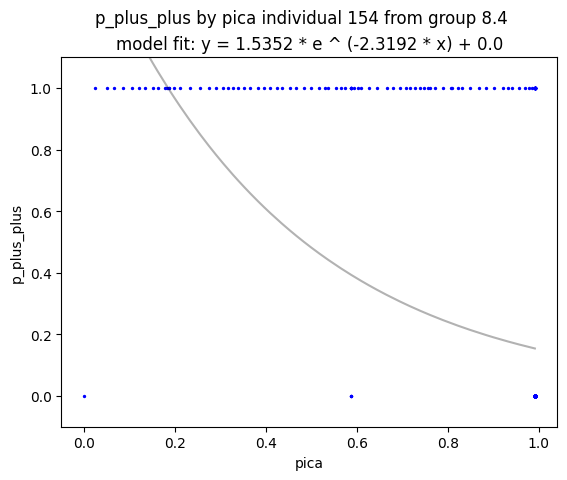 p_plus_plus by pica individual 154 from group 8.4
model fit: y = 1.5352 * e ^ (-2.3192 * x) + 0.0
1.0
0.8
0.6
0.4
0.2
0.0
p_plus_plus
0.0 0.2 0.4 0.6 0.8 1.0
pica